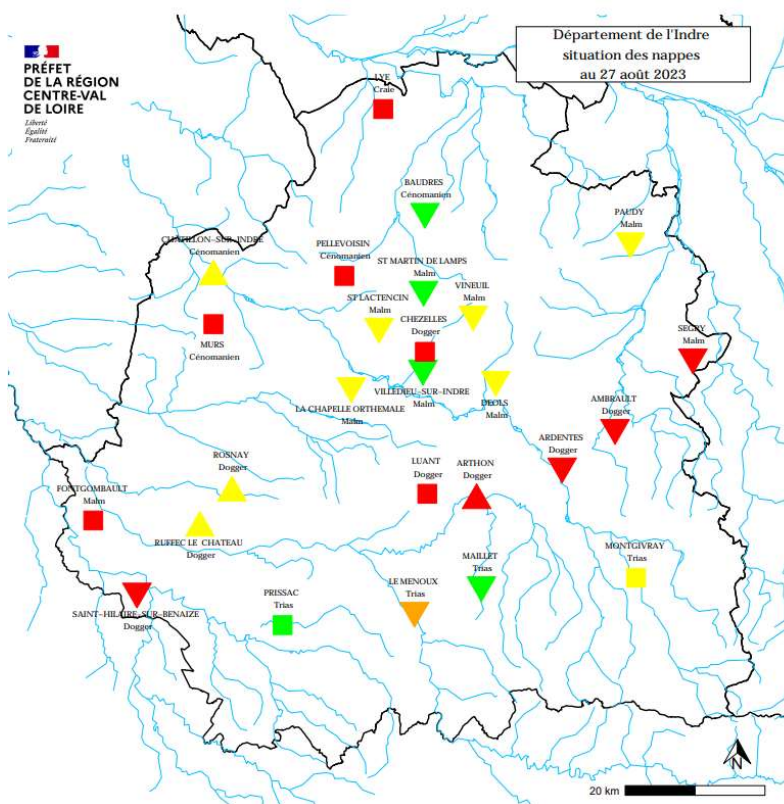 Département de l'Indre
situation des nappes
au 27 août 2023
PRÉFET
DE LA RÉGION
CENTRE-VAL
DE LOIRE
Liberté
Égalité
Fraternité
LYE
Craie
BAUDRES
Cénomanien
PAUDY
Malm
CHATILLON-SUR-INDRE
Cénomanien
PELLEVOISIN
Cénomanien
ST MARTIN DE LAMPS
Malm
VINEUIL
Malm
ST LACTENCIN
Malm
CHEZELLES
Dogger
MURS
Cénomanien
SEGRY
Malm
VILLEDIEU-SUR-INDRE
Malm
DEOLS
Malm
LA CHAPELLE ORTHEMALE
Malm
AMBRAULT
Dogger
ARDENTES
Dogger
ROSNAY
Dogger
LUANT
Dogger
ARTHON
Dogger
FONTGOMBAULT
Malm
RUFFEC LE CHATEAU
Dogger
MONTGIVRAY
Trias
MAILLET
Trias
LE MENOUX
Trias
PRISSAC
Trias
SAINT-HILAIRE-SUR-BENAIZE
Dogger
N
20 km